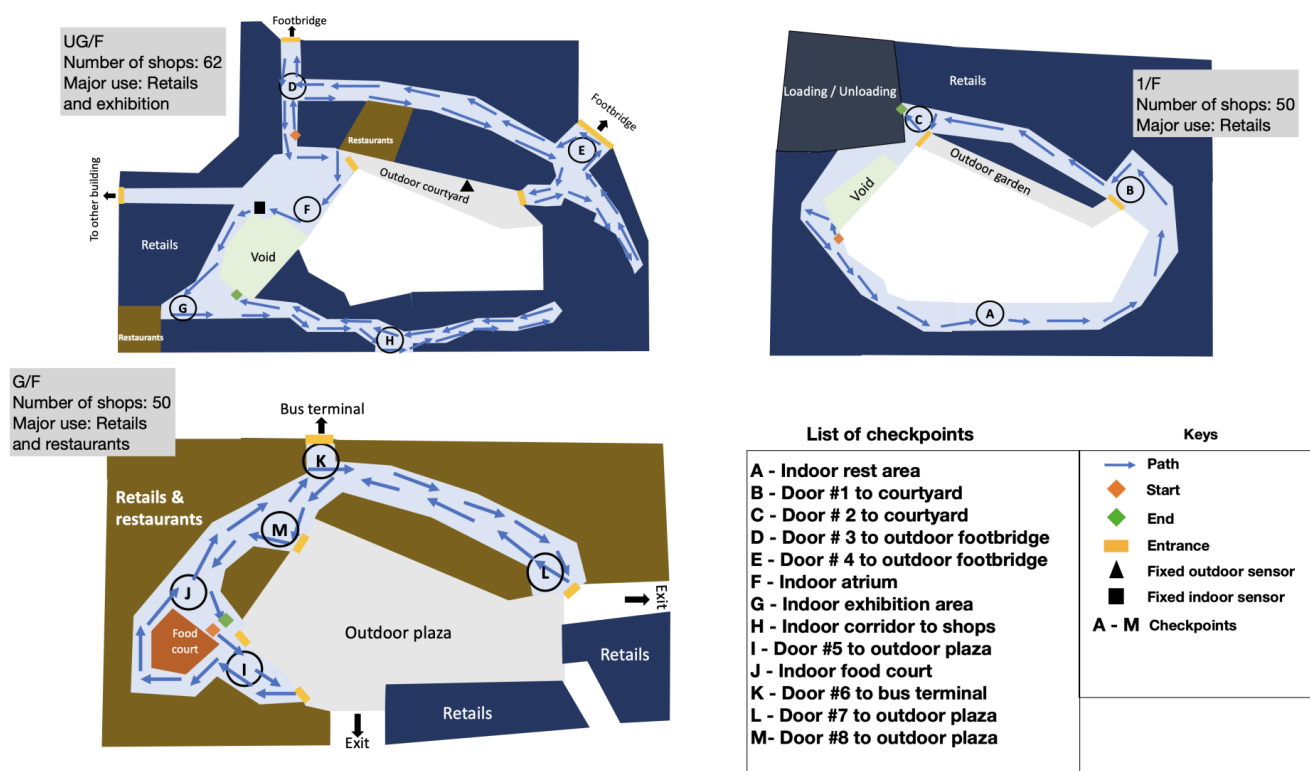 Footbridge
UG/F
Number of shops: 62
Major use: Retails
and exhibition
D
Footbridge
Restaurants
E
Outdoor courtyard
To other building
F
Retails
Void
G
Restaurants
H
Loading / Unloading
Retails
1/F
Number of shops: 50
Major use: Retails
C
Outdoor garden
B
Void
A
G/F
Number of shops: 50
Major use: Retails
and restaurants
Bus terminal
K
Retails &
restaurants
M
L
J
Exit
Food
court
Outdoor plaza
I
Retails
Retails
Exit
List of checkpoints
A - Indoor rest area
B - Door #1 to courtyard
C - Door # 2 to courtyard
D - Door # 3 to outdoor footbridge
E - Door # 4 to outdoor footbridge
F - Indoor atrium
G - Indoor exhibition area
H - Indoor corridor to shops
I - Door #5 to outdoor plaza
J - Indoor food court
K - Door #6 to bus terminal
L - Door #7 to outdoor plaza
M- Door #8 to outdoor plaza
Keys
Path
Start
End
Entrance
Fixed outdoor sensor
Fixed indoor sensor
A - M Checkpoints